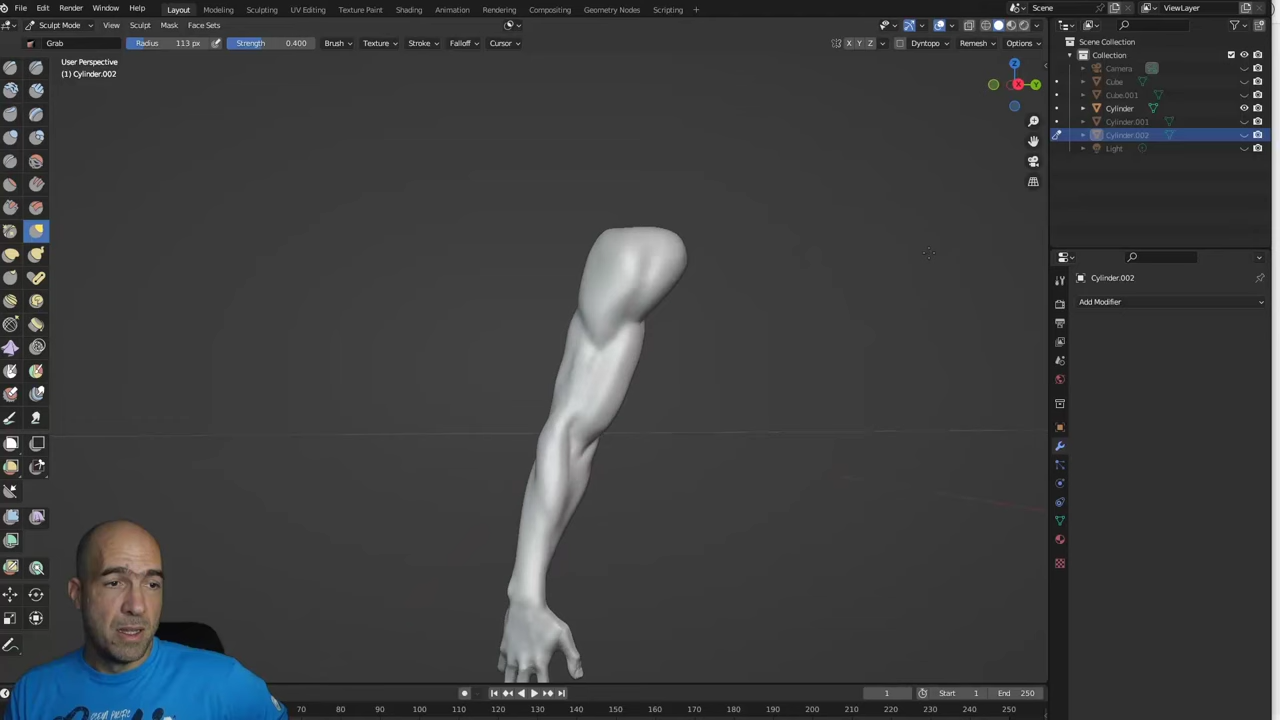 File Edit Render Window Help Layout Modeling Sculpting UV Editing Texture Paint Shading Animation Rendering Compositing Geometry Nodes Scripting + Scene ViewLayer
Sculpt Mode View Sculpt Mask Face Sets
Grab Radius 113 px Strength 0.400 Brush Texture Stroke Falloff Cursor X Y Z Dyntopo Remesh Options
User Perspective
(1) Cylinder.002
Z
X
Y
Scene Collection
Collection
Camera
Cube
Cube.001
Cylinder
Cylinder.001
Cylinder.002
Light
Cylinder.002
Add Modifier
1 Start 1 End 250
70 80 90 100 110 120 130 140 150 160 170 180 190 200 210 220 230 240 250